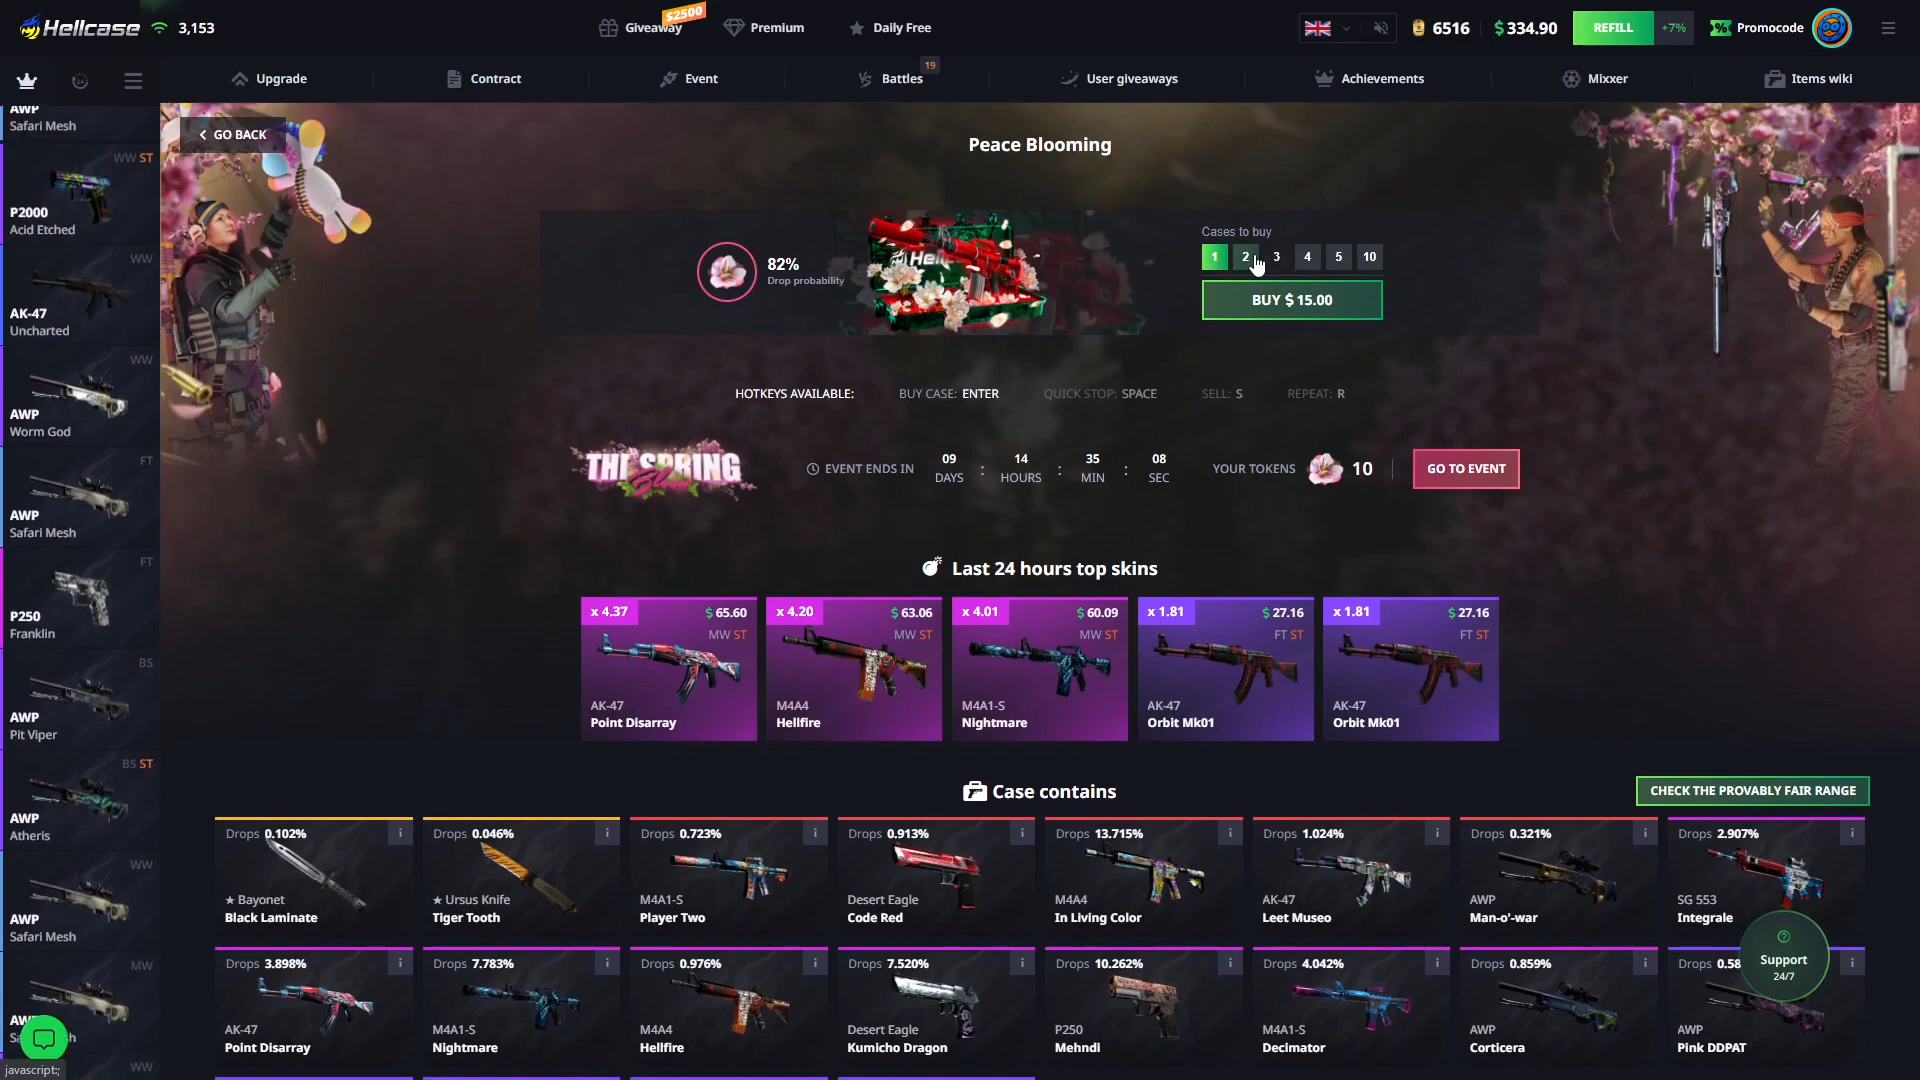 Hellcase
3,153
Giveaway
$2500
Premium
Daily Free
6516
$ 334.90
REFILL
+7%
Promocode
24
Upgrade
Contract
Event
Battles
19
User giveaways
Achievements
Mixxer
Items wiki
AWP
Safari Mesh
WW ST
P2000
Acid Etched
WW
AK-47
Uncharted
WW
AWP
Worm God
FT
AWP
Safari Mesh
FT
P250
Franklin
BS
AWP
Pit Viper
BS ST
AWP
Atheris
WW
AWP
Safari Mesh
MW
WW
javascript:;
GO BACK
Peace Blooming
82%
Drop probability
Cases to buy
1 2 3 4 5 10
BUY $ 15.00
HOTKEYS AVAILABLE:
BUY CASE: ENTER
QUICK STOP: SPACE
SELL: S
REPEAT: R
THE SPRING
Bloom
EVENT ENDS IN
09 : 14 : 35 : 08
DAYS HOURS MIN SEC
YOUR TOKENS
10
GO TO EVENT
Last 24 hours top skins
x 4.37
$ 65.60
MW ST
AK-47
Point Disarray
x 4.20
$ 63.06
MW ST
M4A4
Hellfire
x 4.01
$ 60.09
MW ST
M4A1-S
Nightmare
x 1.81
$ 27.16
FT ST
AK-47
Orbit Mk01
x 1.81
$ 27.16
FT ST
AK-47
Orbit Mk01
Case contains
CHECK THE PROVABLY FAIR RANGE
Drops 0.102%
i
★ Bayonet
Black Laminate
Drops 0.046%
i
★ Ursus Knife
Tiger Tooth
Drops 0.723%
i
M4A1-S
Player Two
Drops 0.913%
i
Desert Eagle
Code Red
Drops 13.715%
i
M4A4
In Living Color
Drops 1.024%
i
AK-47
Leet Museo
Drops 0.321%
i
AWP
Man-o'-war
Drops 2.907%
i
SG 553
Integrale
Drops 3.898%
i
AK-47
Point Disarray
Drops 7.783%
i
M4A1-S
Nightmare
Drops 0.976%
i
M4A4
Hellfire
Drops 7.520%
i
Desert Eagle
Kumicho Dragon
Drops 10.262%
i
P250
Mehndi
Drops 4.042%
i
M4A1-S
Decimator
Drops 0.859%
i
AWP
Corticera
Drops 0.58
i
AWP
Pink DDPAT
Support
24/7